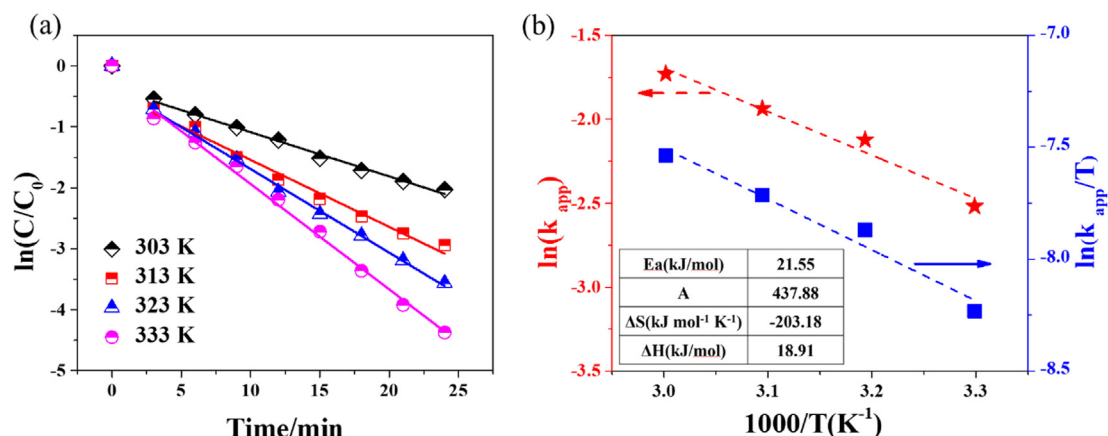 (a)
ln(C/C0)
0
-1
-2
-3
-4
-5
303 K
313 K
323 K
333 K
0 5 10 15 20 25
Time/min
(b)
ln(k app)
-1.5
-2.0
-2.5
-3.0
-3.5
Ea(kJ/mol) 21.55
A 437.88
ΔS(kJ mol-1 K-1) -203.18
ΔH(kJ/mol) 18.91
3.0 3.1 3.2 3.3
1000/T(K-1)
-7.0
-7.5
-8.0
-8.5
ln(k app/T)